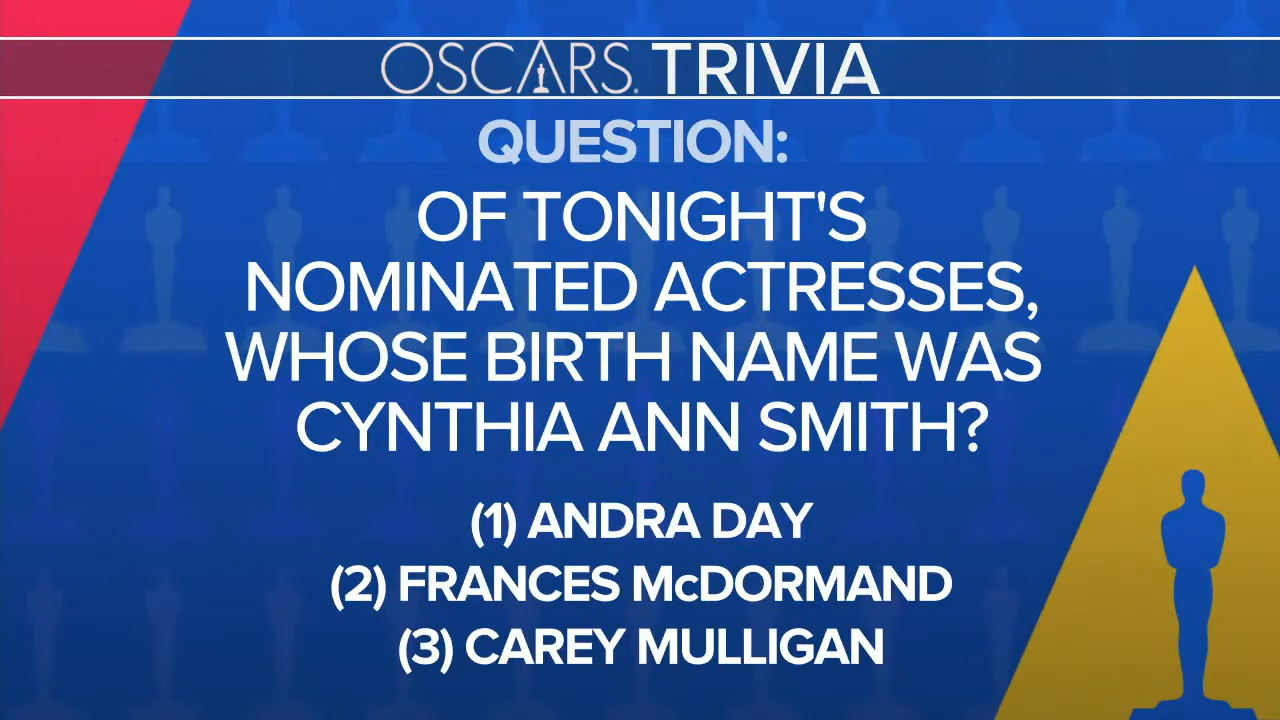 OSCARS. TRIVIA
QUESTION:
OF TONIGHT'S
NOMINATED ACTRESSES,
WHOSE BIRTH NAME WAS
CYNTHIA ANN SMITH?
(1) ANDRA DAY
(2) FRANCES McDORMAND
(3) CAREY MULLIGAN